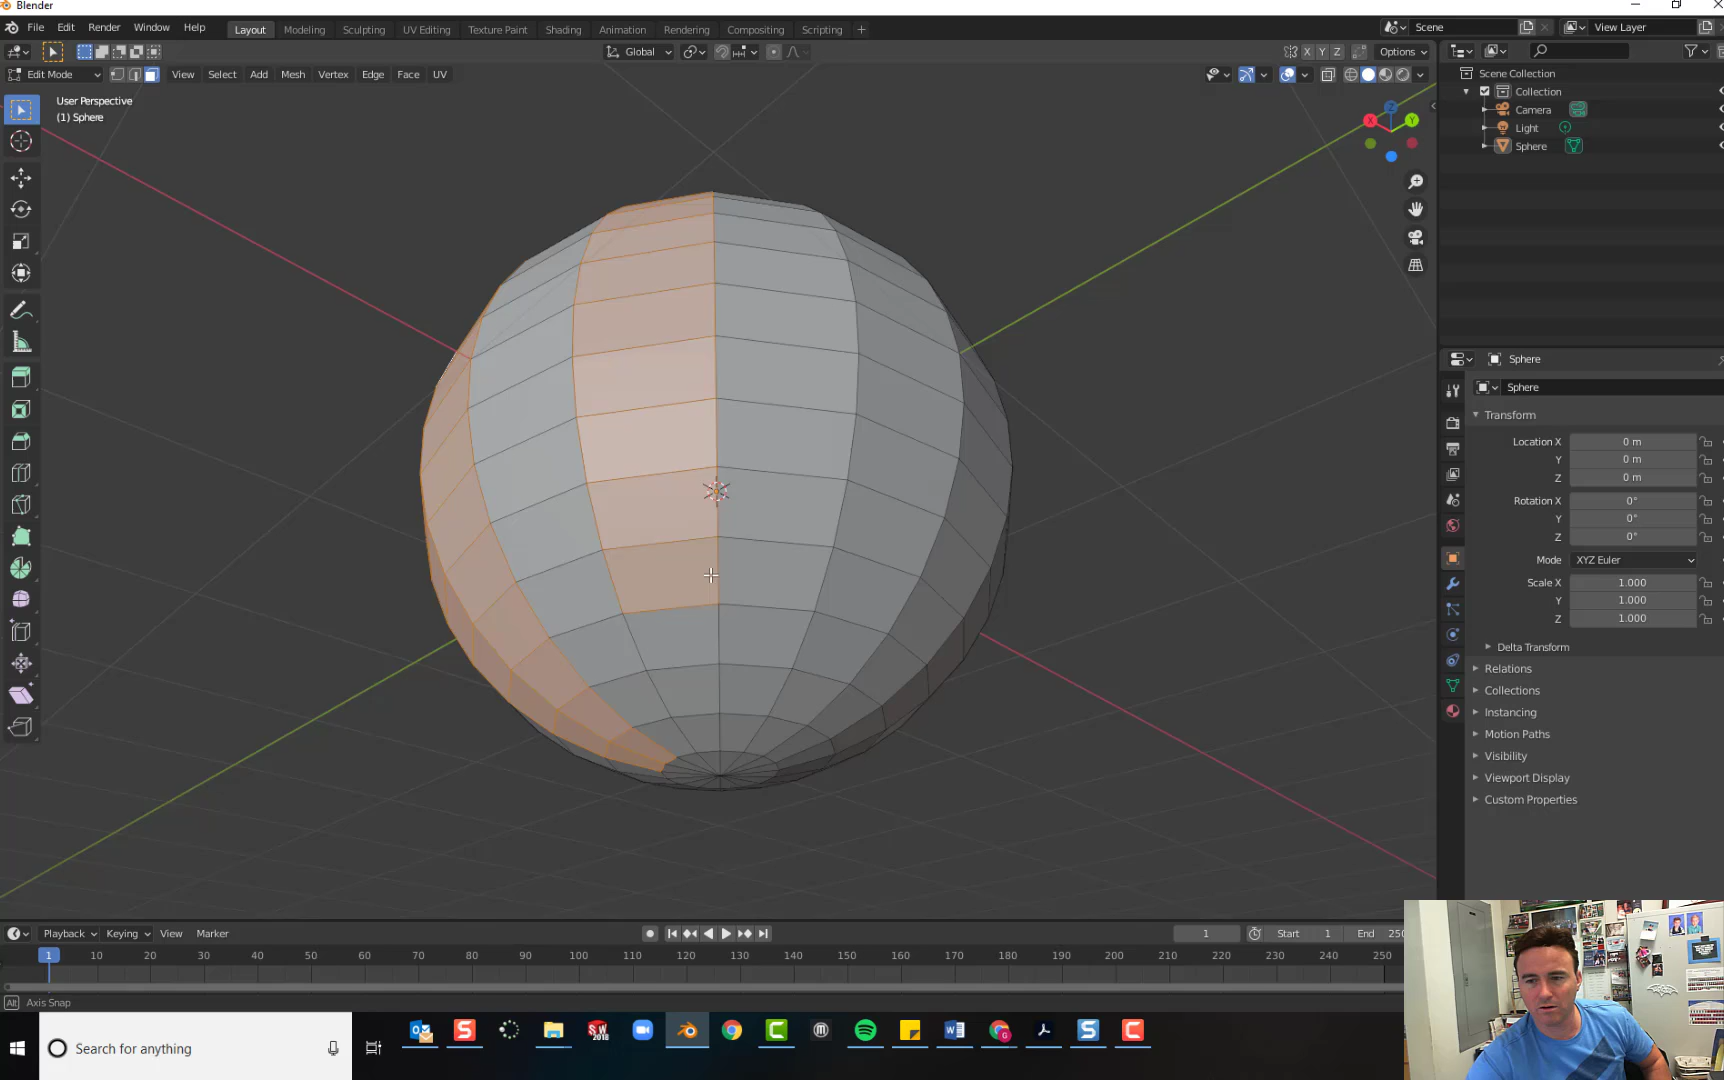 Blender
File Edit Render Window Help Layout Modeling Sculpting UV Editing Texture Paint Shading Animation Rendering Compositing Scripting + Scene View Layer
Global X Y Z Options
Edit Mode View Select Add Mesh Vertex Edge Face UV
User Perspective
(1) Sphere
X Y Z
Scene Collection
Collection
Camera
Light
Sphere
Sphere
Sphere
Transform
Location X 0 m
Y 0 m
Z 0 m
Rotation X 0°
Y 0°
Z 0°
Mode XYZ Euler
Scale X 1.000
Y 1.000
Z 1.000
Delta Transform
Relations
Collections
Instancing
Motion Paths
Visibility
Viewport Display
Custom Properties
Playback Keying View Marker 1 Start 1 End 250
1 10 20 30 40 50 60 70 80 90 100 110 120 130 140 150 160 170 180 190 200 210 220 230 240 250
Alt Axis Snap
Search for anything
SW 2018